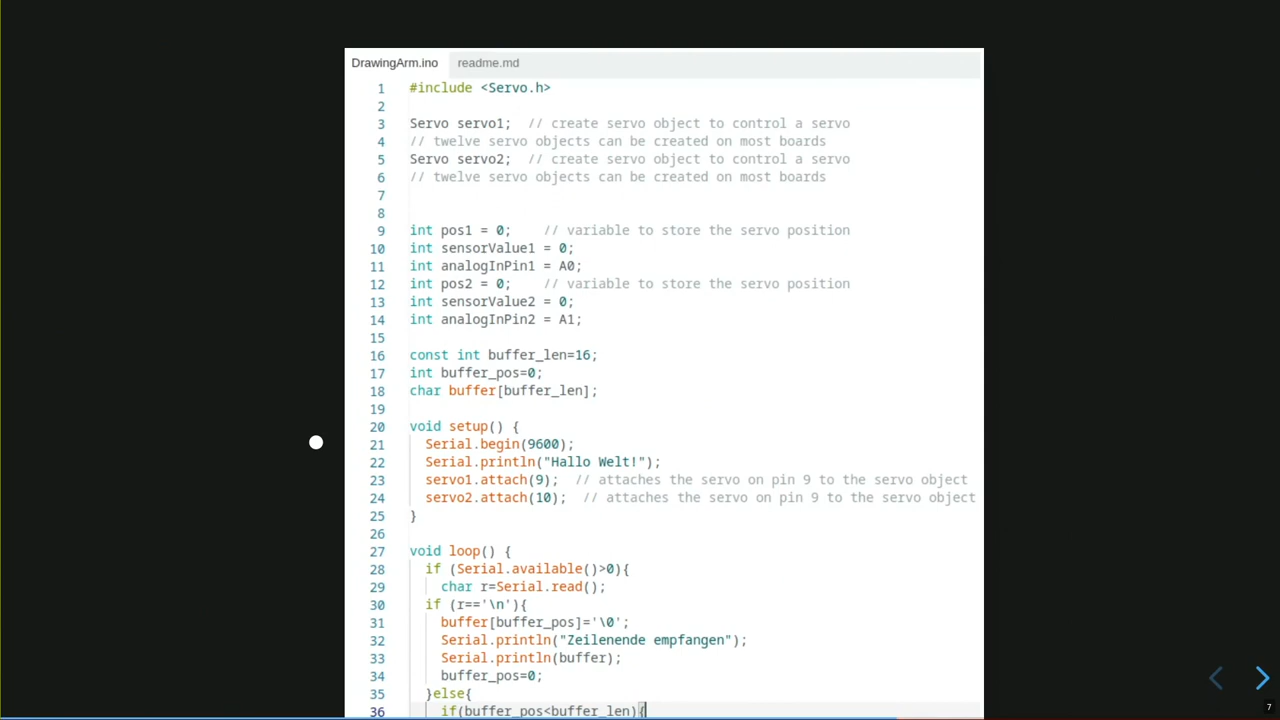 DrawingArm.ino readme.md
1 #include <Servo.h>
2
3 Servo servo1;  // create servo object to control a servo
4 // twelve servo objects can be created on most boards
5 Servo servo2;  // create servo object to control a servo
6 // twelve servo objects can be created on most boards
7
8
9 int pos1 = 0;    // variable to store the servo position
10 int sensorValue1 = 0;
11 int analogInPin1 = A0;
12 int pos2 = 0;    // variable to store the servo position
13 int sensorValue2 = 0;
14 int analogInPin2 = A1;
15
16 const int buffer_len=16;
17 int buffer_pos=0;
18 char buffer[buffer_len];
19
20 void setup() {
21   Serial.begin(9600);
22   Serial.println("Hallo Welt!");
23   servo1.attach(9);  // attaches the servo on pin 9 to the servo object
24   servo2.attach(10);  // attaches the servo on pin 9 to the servo object
25 }
26
27 void loop() {
28   if (Serial.available()>0){
29     char r=Serial.read();
30   if (r=='\n'){
31     buffer[buffer_pos]='\0';
32     Serial.println("Zeilenende empfangen");
33     Serial.println(buffer);
34     buffer_pos=0;
35   }else{
36     if(buffer_pos<buffer_len){
7